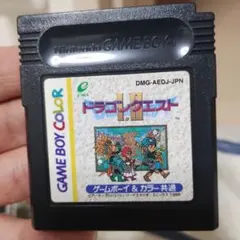 Nintendo GAME BOY
DMG-AEDJ-JPN
GAME BOY COLOR
ドラゴンクエスト
I・II
ゲームボーイ&カラー共通